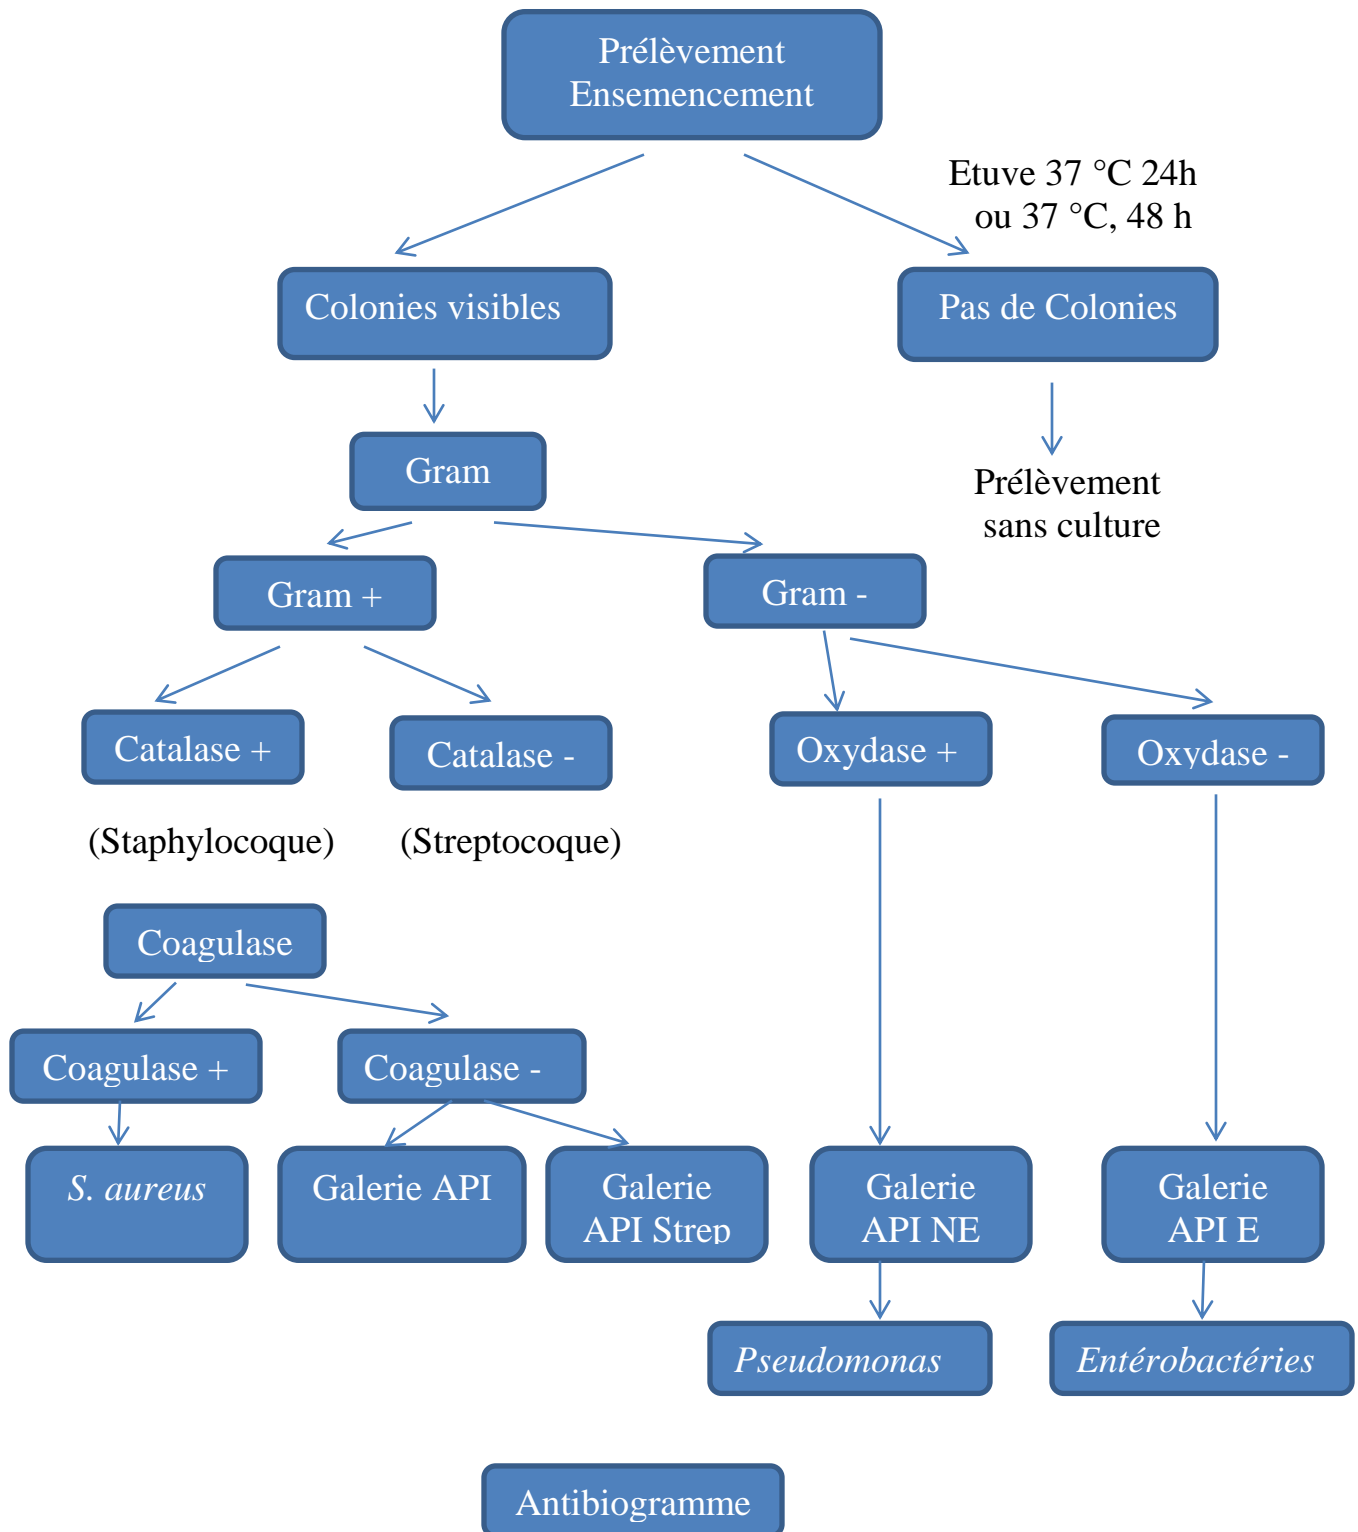 Prélèvement
Ensemencement
Etuve 37 °C 24h
ou 37 °C, 48 h
Colonies visibles
Pas de Colonies
Gram
Prélèvement
sans culture
Gram +
Gram -
Catalase +
Catalase -
Oxydase +
Oxydase -
(Staphylocoque)
(Streptocoque)
Coagulase
Coagulase +
Coagulase -
S. aureus
Galerie API
Galerie
API Strep
Galerie
API NE
Galerie
API E
Pseudomonas
Entérobactéries
Antibiogramme